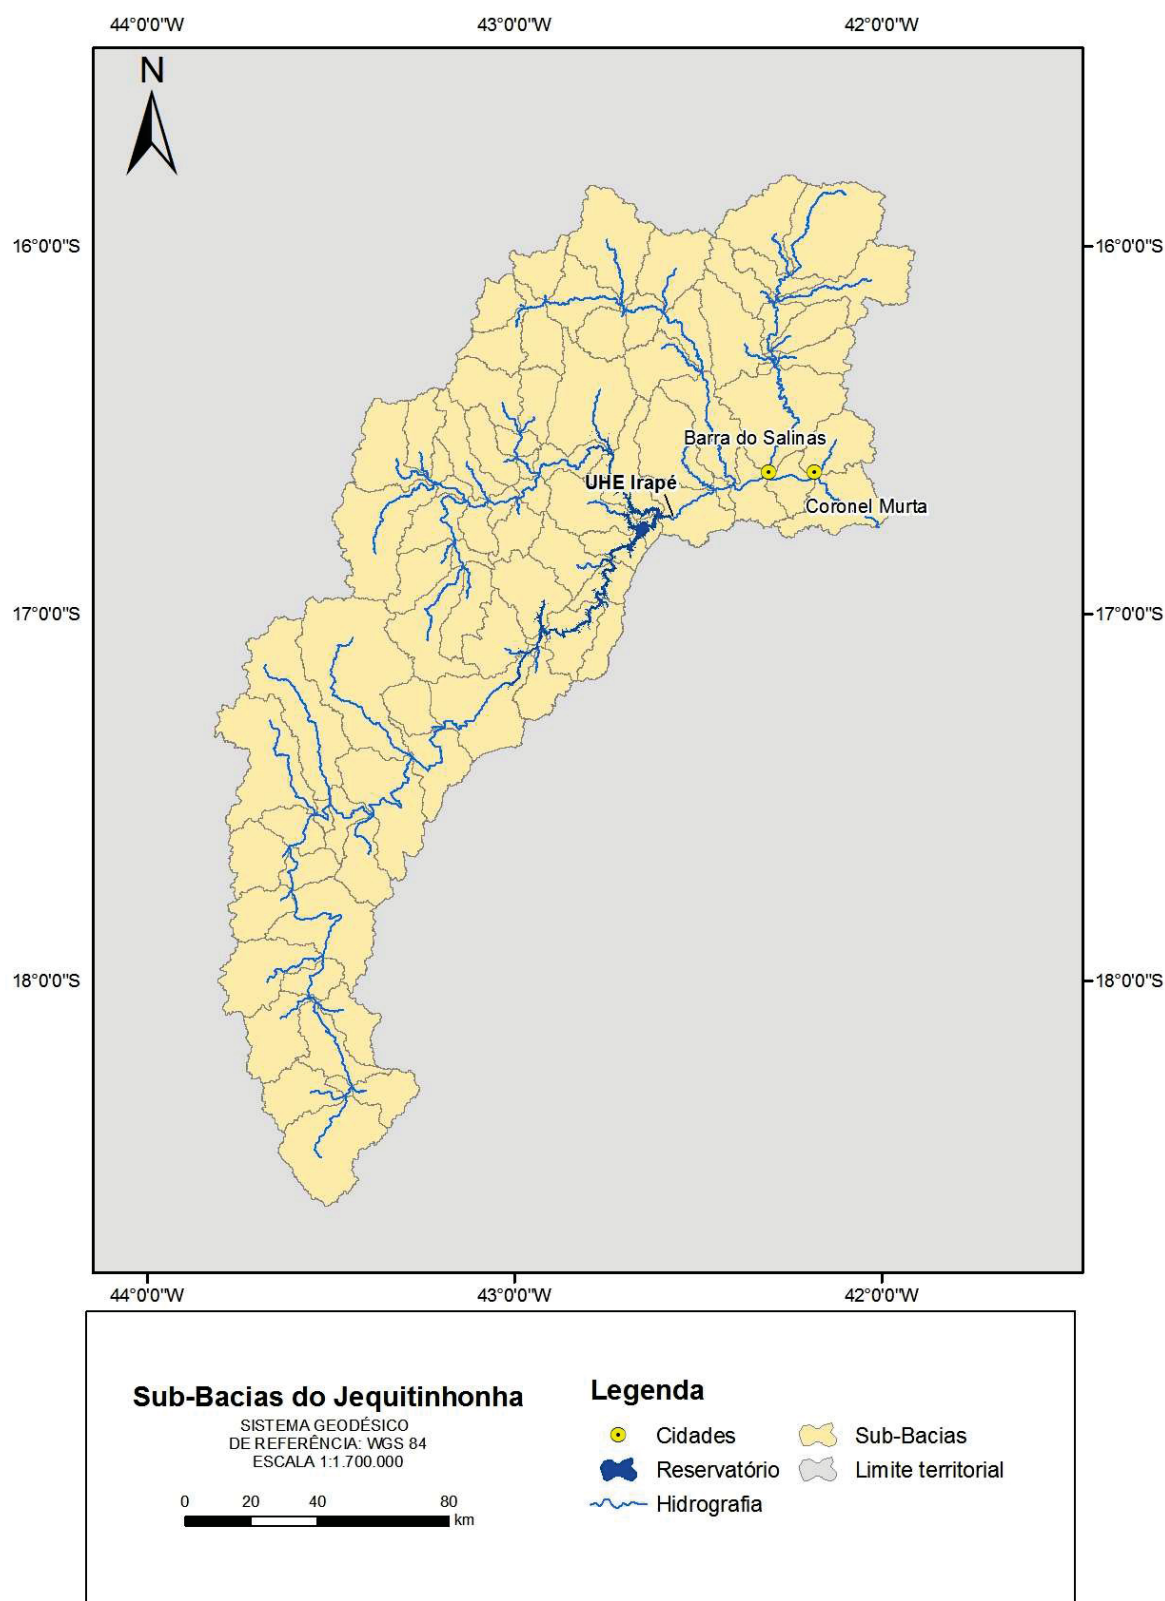 44°0'0"W 43°0'0"W 42°0'0"W
N
16°0'0"S 16°0'0"S
Barra do Salinas
UHE Irapé
Coronel Murta
17°0'0"S 17°0'0"S
18°0'0"S 18°0'0"S
44°0'0"W 43°0'0"W 42°0'0"W
Sub-Bacias do Jequitinhonha
SISTEMA GEODÉSICO
DE REFERÊNCIA: WGS 84
ESCALA 1:1.700.000
0 20 40 80
km
Legenda
Cidades Sub-Bacias
Reservatório Limite territorial
Hidrografia